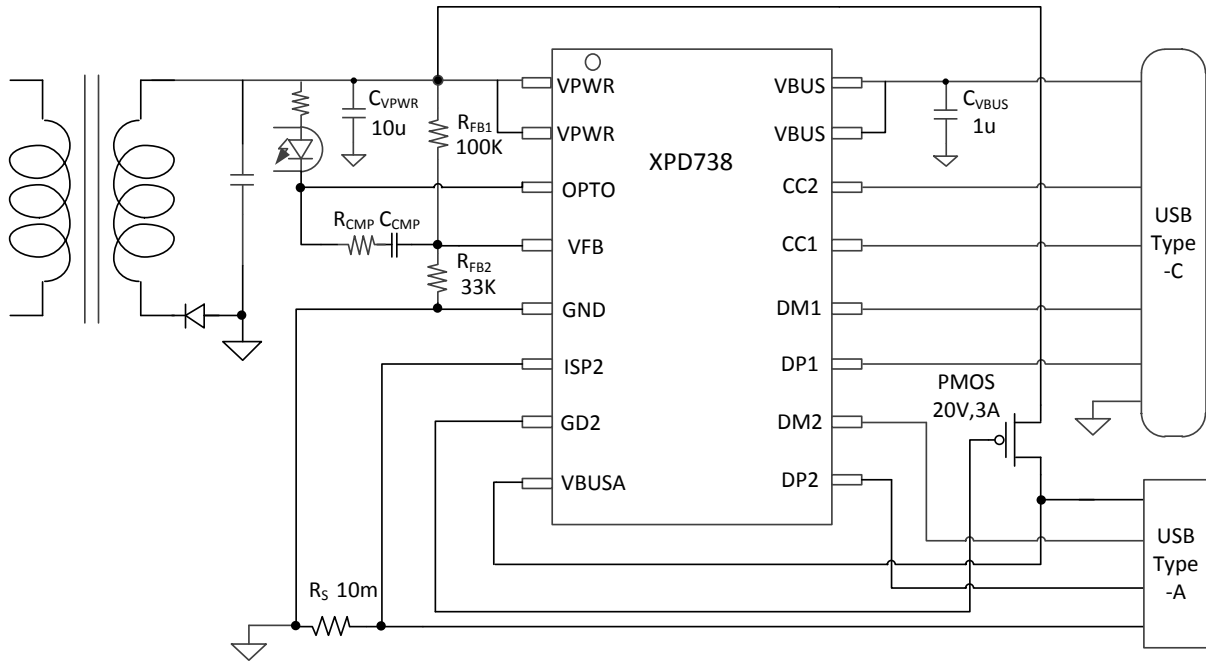 XPD738
VPWR
VPWR
OPTO
VFB
GND
ISP2
GD2
VBUSA
VBUS
VBUS
CC2
CC1
DM1
DP1
DM2
DP2
CVPWR
10u
RFB1
100K
RCMP CCMP
RFB2
33K
RS 10m
CVBUS
1u
PMOS
20V,3A
USB
Type
-C
USB
Type
-A